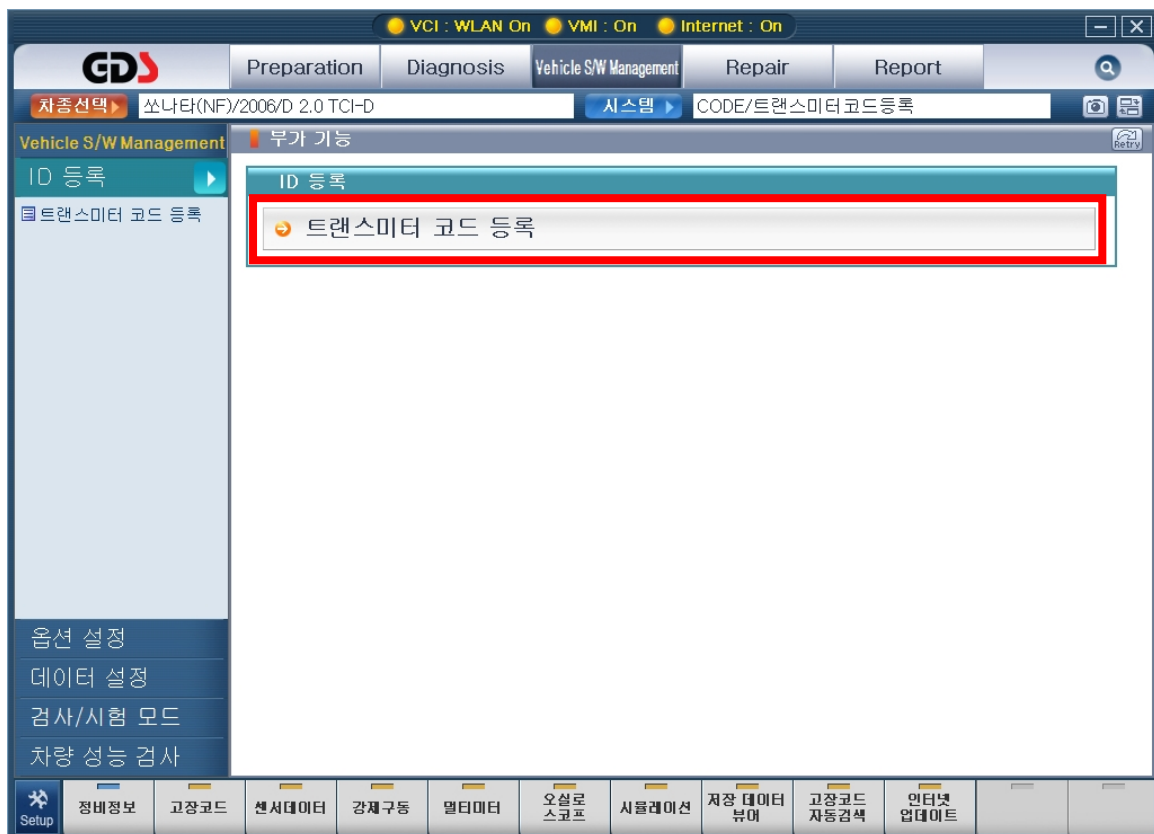 VCI : WLAN On VMI : On Internet : On
GDS Preparation Diagnosis Vehicle S/W Management Repair Report
차종선택 쏘나타(NF)/2006/D 2.0 TCI-D 시스템 CODE/트랜스미터코드등록
Vehicle S/W Management 부가 기능 Retry
ID 등록
트랜스미터 코드 등록
ID 등록
트랜스미터 코드 등록
옵션 설정
데이터 설정
검사/시험 모드
차량 성능 검사
Setup 정비정보 고장코드 센서데이터 강제구동 멀티미터 오실로스코프 시뮬레이션 저장 데이터 뷰어 고장코드 자동검색 인터넷 업데이트